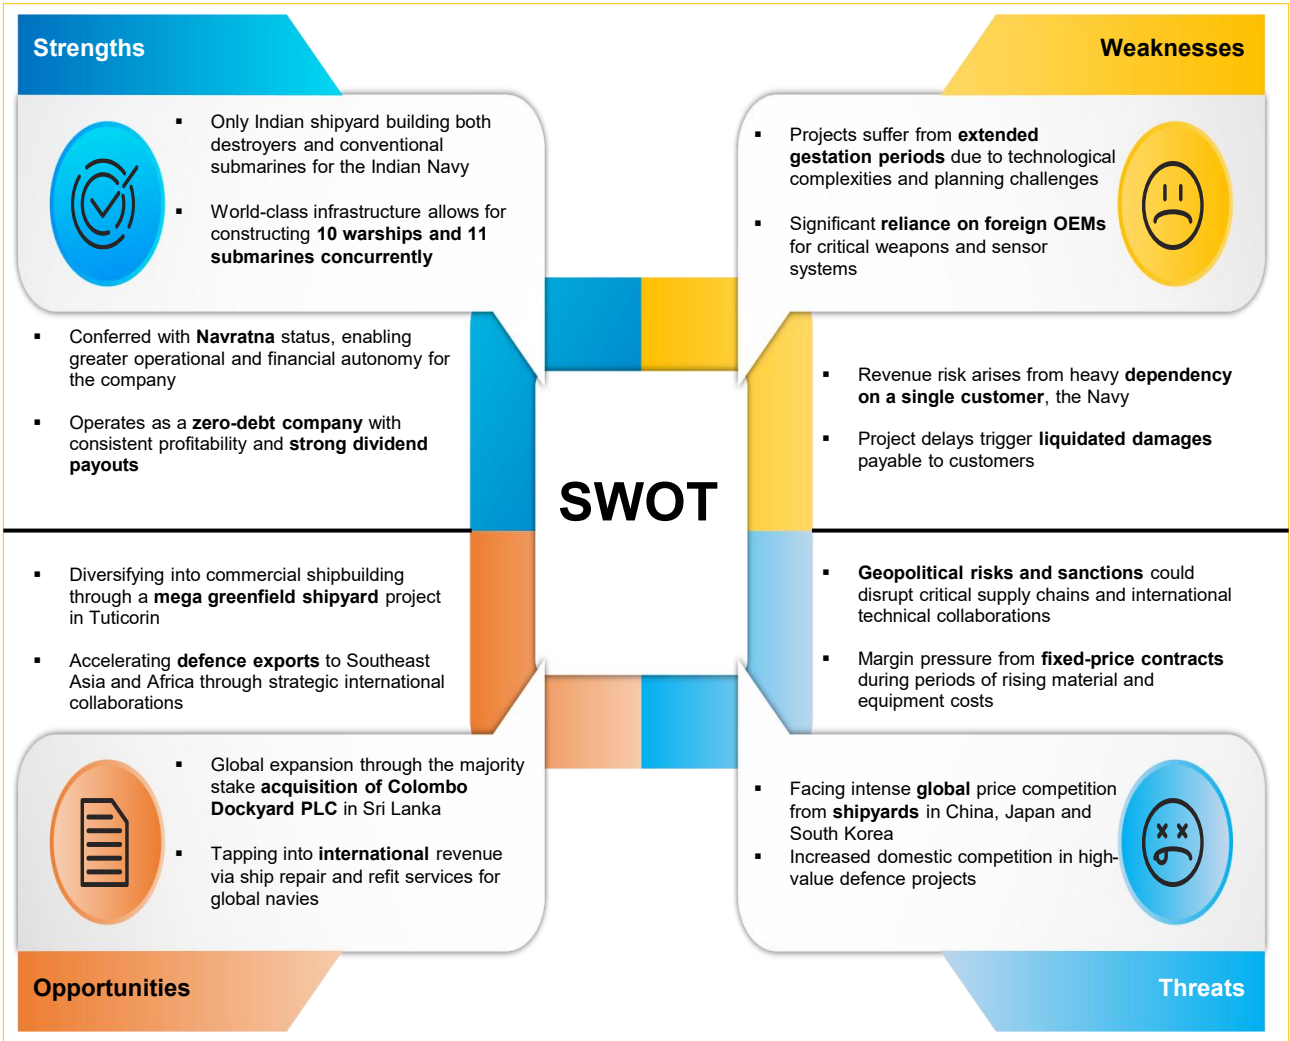 Strengths
▪ Only Indian shipyard building both
destroyers and conventional
submarines for the Indian Navy
▪ World-class infrastructure allows for
constructing 10 warships and 11
submarines concurrently
▪ Conferred with Navratna status, enabling
greater operational and financial autonomy for
the company
▪ Operates as a zero-debt company with
consistent profitability and strong dividend
payouts
Weaknesses
▪ Projects suffer from extended
gestation periods due to technological
complexities and planning challenges
▪ Significant reliance on foreign OEMs
for critical weapons and sensor
systems
▪ Revenue risk arises from heavy dependency
on a single customer, the Navy
▪ Project delays trigger liquidated damages
payable to customers
SWOT
▪ Diversifying into commercial shipbuilding
through a mega greenfield shipyard project
in Tuticorin
▪ Accelerating defence exports to Southeast
Asia and Africa through strategic international
collaborations
▪ Global expansion through the majority
stake acquisition of Colombo
Dockyard PLC in Sri Lanka
▪ Tapping into international revenue
via ship repair and refit services for
global navies
Opportunities
▪ Geopolitical risks and sanctions could
disrupt critical supply chains and international
technical collaborations
▪ Margin pressure from fixed-price contracts
during periods of rising material and
equipment costs
▪ Facing intense global price competition
from shipyards in China, Japan and
South Korea
▪ Increased domestic competition in high-
value defence projects
Threats